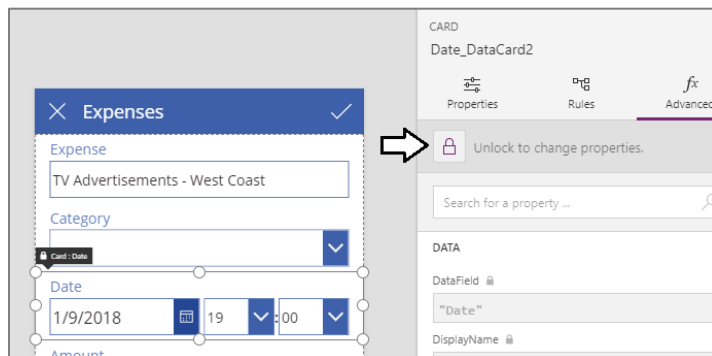 CARD
Date_DataCard2
Properties
Rules
fx
Advanced
Expenses
Unlock to change properties.
Expense
TV Advertisements - West Coast
Search for a property ...
Category
DATA
Card : Date
Date
DataField
1/9/2018
19
:
00
"Date"
DisplayName
Amount